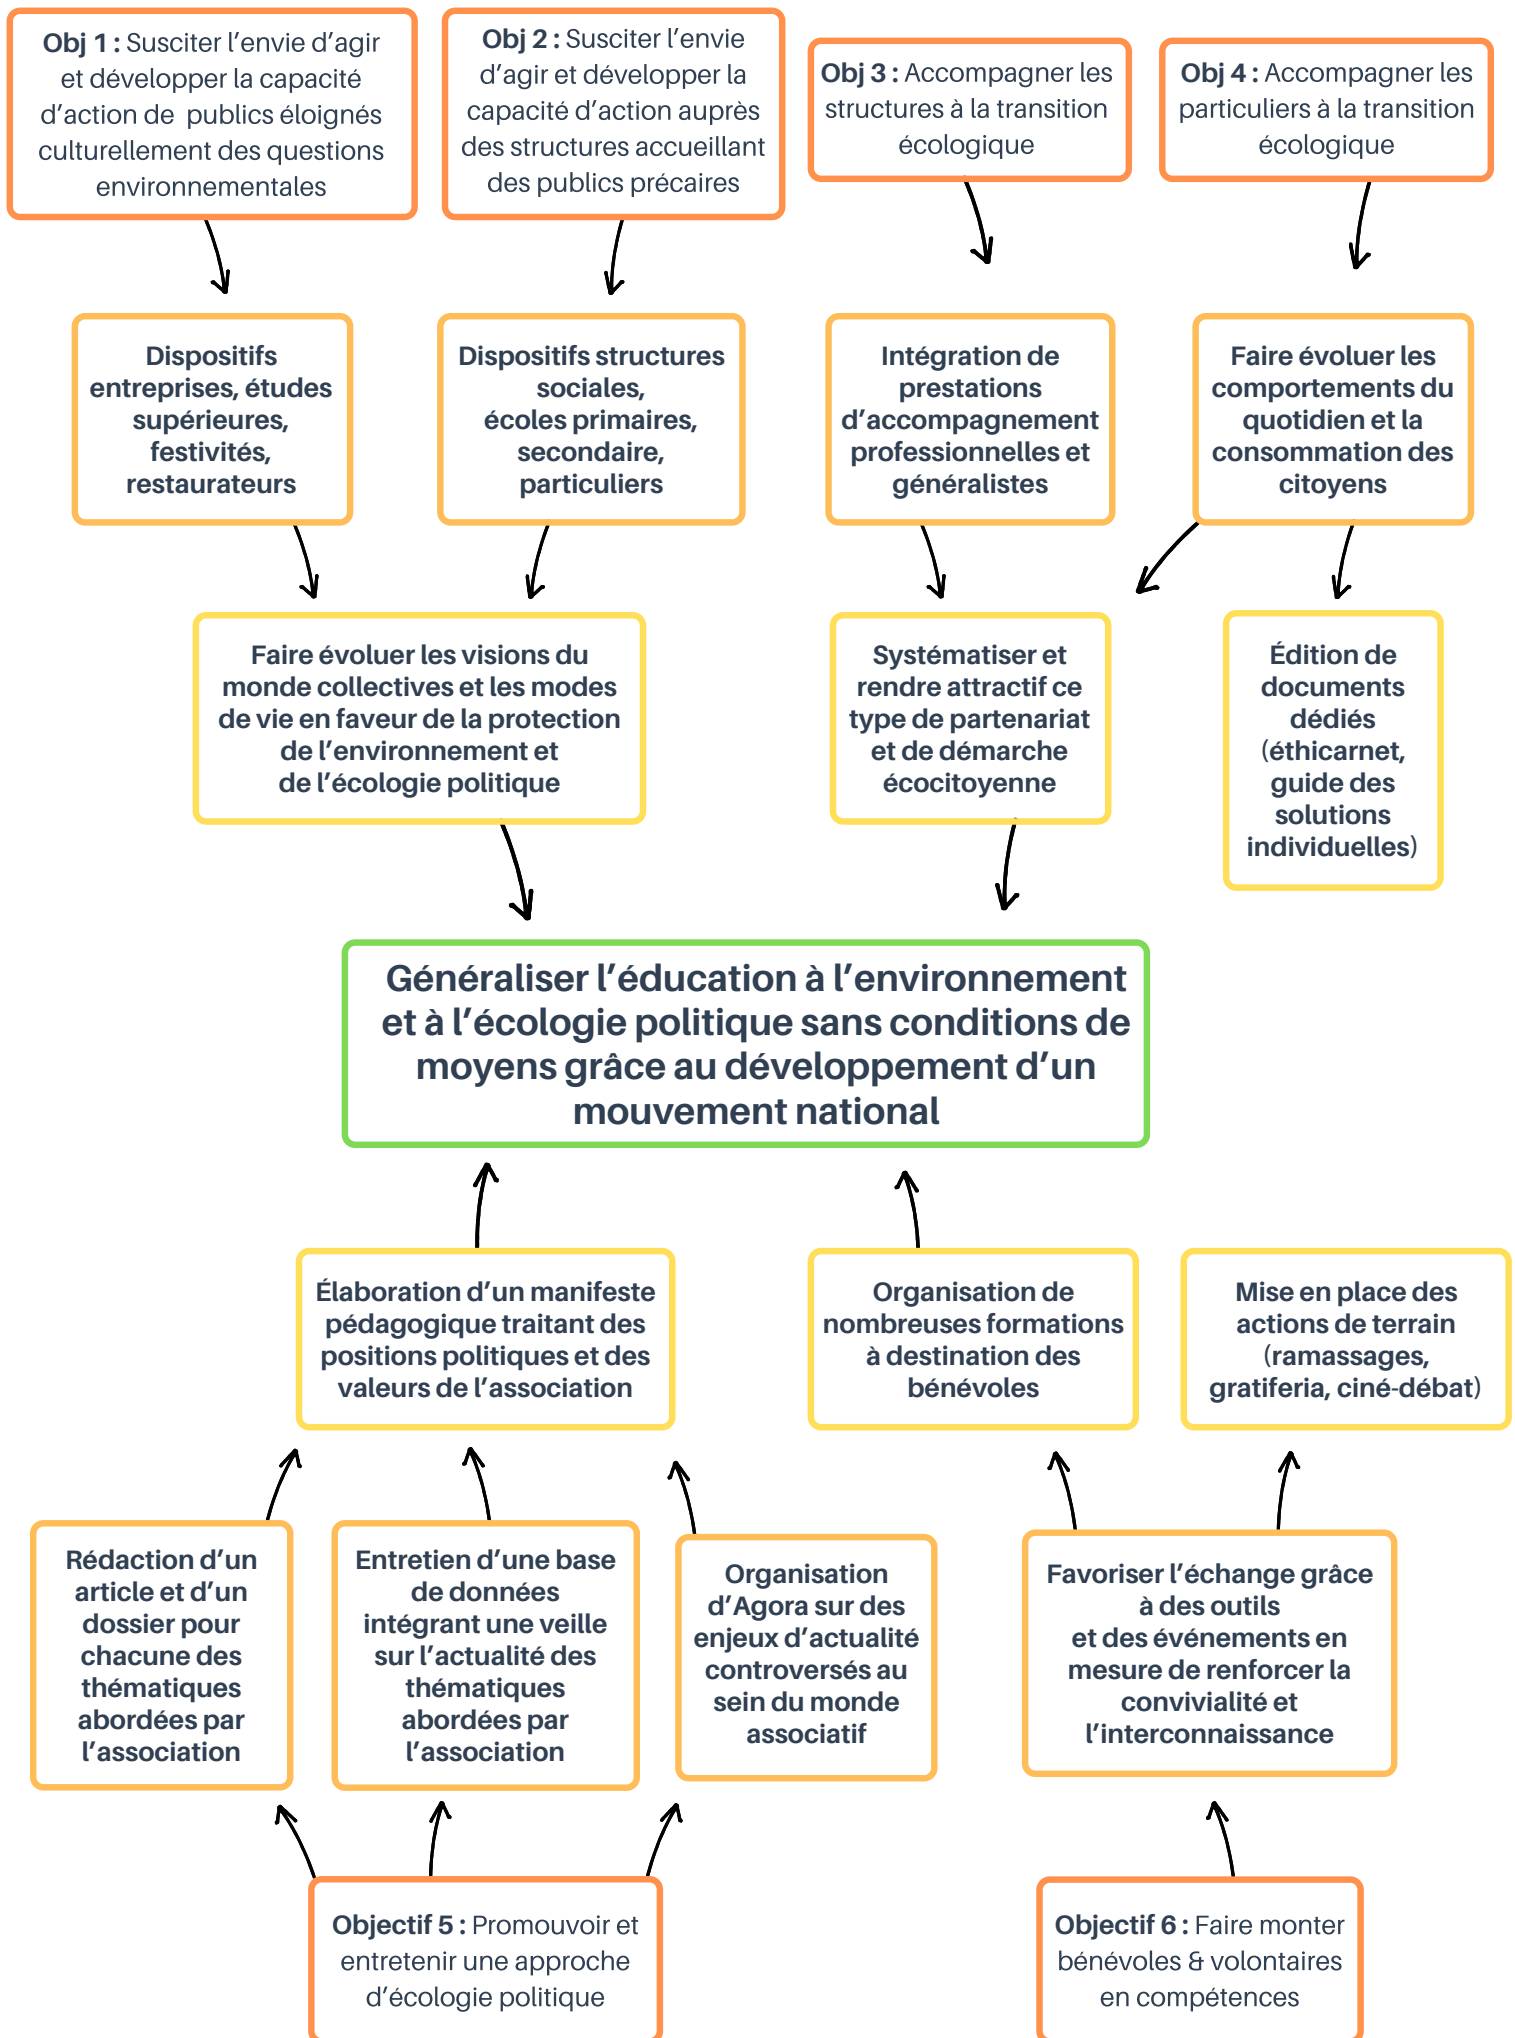 Obj 1 : Susciter l’envie d’agir
et développer la capacité
d’action de publics éloignés
culturellement des questions
environnementales
Obj 2 : Susciter l’envie
d’agir et développer la
capacité d’action auprès
des structures accueillant
des publics précaires
Obj 3 : Accompagner les
structures à la transition
écologique
Obj 4 : Accompagner les
particuliers à la transition
écologique
Dispositifs
entreprises, études
supérieures,
festivités,
restaurateurs
Dispositifs structures
sociales,
écoles primaires,
secondaire,
particuliers
Intégration de
prestations
d’accompagnement
professionnelles et
généralistes
Faire évoluer les
comportements du
quotidien et la
consommation des
citoyens
Faire évoluer les visions du
monde collectives et les modes
de vie en faveur de la protection
de l’environnement et
de l’écologie politique
Systématiser et
rendre attractif ce
type de partenariat
et de démarche
écocitoyenne
Édition de
documents
dédiés
(éthicarnet,
guide des
solutions
individuelles)
Généraliser l’éducation à l’environnement
et à l’écologie politique sans conditions de
moyens grâce au développement d’un
mouvement national
Élaboration d’un manifeste
pédagogique traitant des
positions politiques et des
valeurs de l’association
Organisation de
nombreuses formations
à destination des
bénévoles
Mise en place des
actions de terrain
(ramassages,
gratiferia, ciné-débat)
Rédaction d’un
article et d’un
dossier pour
chacune des
thématiques
abordées par
l’association
Entretien d’une base
de données
intégrant une veille
sur l’actualité des
thématiques
abordées par
l’association
Organisation
d’Agora sur des
enjeux d’actualité
controversés au
sein du monde
associatif
Favoriser l’échange grâce
à des outils
et des événements en
mesure de renforcer la
convivialité et
l’interconnaissance
Objectif 5 : Promouvoir et
entretenir une approche
d’écologie politique
Objectif 6 : Faire monter
bénévoles & volontaires
en compétences